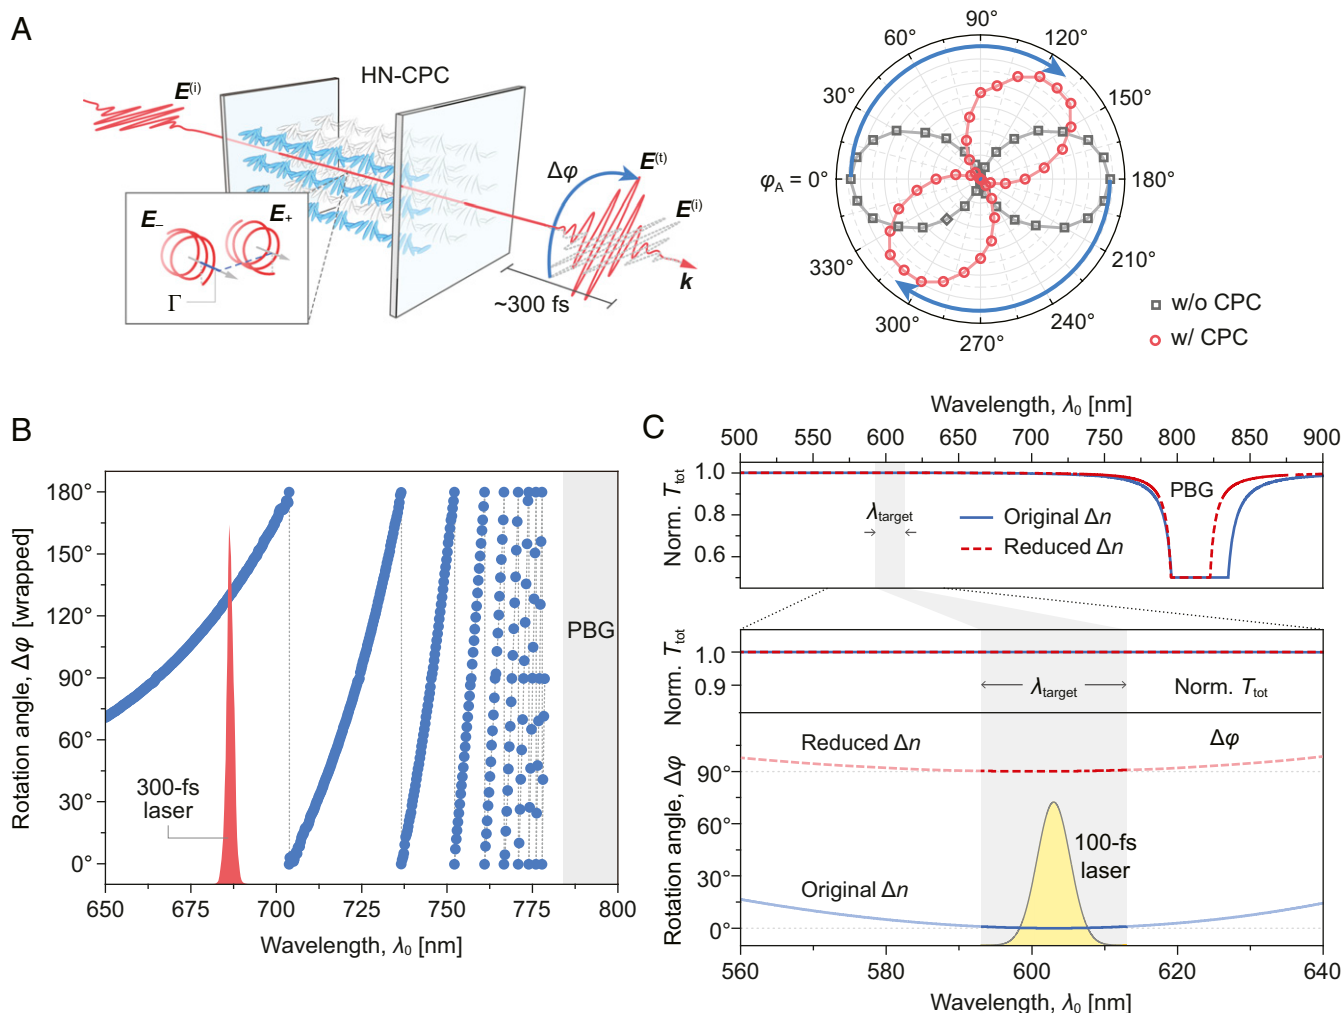 A
HN-CPC
E(i)
Δφ
E(t)
E(i)
E−
E+
Γ
~300 fs
k
90°
60°
120°
30°
150°
φA = 0°
180°
330°
210°
300°
240°
270°
w/o CPC
w/ CPC
B
Rotation angle, Δφ [wrapped]
180°
150°
120°
90°
60°
30°
0°
300-fs
laser
PBG
650
675
700
725
750
775
800
Wavelength, λ0 [nm]
C
Wavelength, λ0 [nm]
500
550
600
650
700
750
800
850
900
Norm. Ttot
1.0
0.8
0.6
λtarget
PBG
Original Δn
Reduced Δn
Norm. Ttot
1.0
0.9
λtarget
Norm. Ttot
Rotation angle, Δφ
Reduced Δn
Δφ
90°
60°
30°
0°
100-fs
laser
Original Δn
560
580
600
620
640
Wavelength, λ0 [nm]